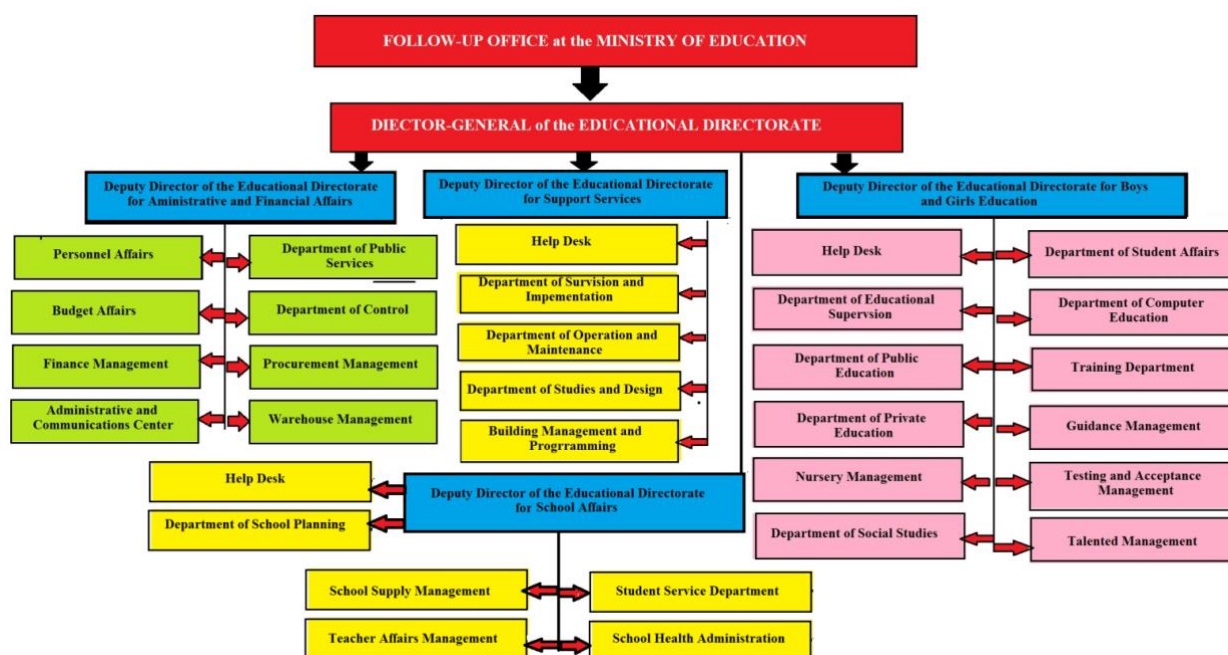 FOLLOW-UP OFFICE at the MINISTRY OF EDUCATION
DIECTOR-GENERAL of the EDUCATIONAL DIRECTORATE
Deputy Director of the Educational Directorate
for Aministrative and Financial Affairs
Deputy Director of the Educational Directorate
for Support Services
Deputy Director of the Educational Directorate for Boys
and Girls Education
Personnel Affairs
Department of Public
Services
Budget Affairs
Department of Control
Finance Management
Procurement Management
Administrative and
Communications Center
Warehouse Management
Help Desk
Department of Survision and
Impementation
Department of Operation and
Maintenance
Department of Studies and Design
Building Management and
Progrramming
Help Desk
Department of Student Affairs
Department of Educational
Supervsion
Department of Computer
Education
Department of Public
Education
Training Department
Department of Private
Education
Guidance Management
Nursery Management
Testing and Acceptance
Management
Department of Social Studies
Talented Management
Deputy Director of the Educational Directorate
for School Affairs
Help Desk
Department of School Planning
School Supply Management
Student Service Department
Teacher Affairs Management
School Health Administration